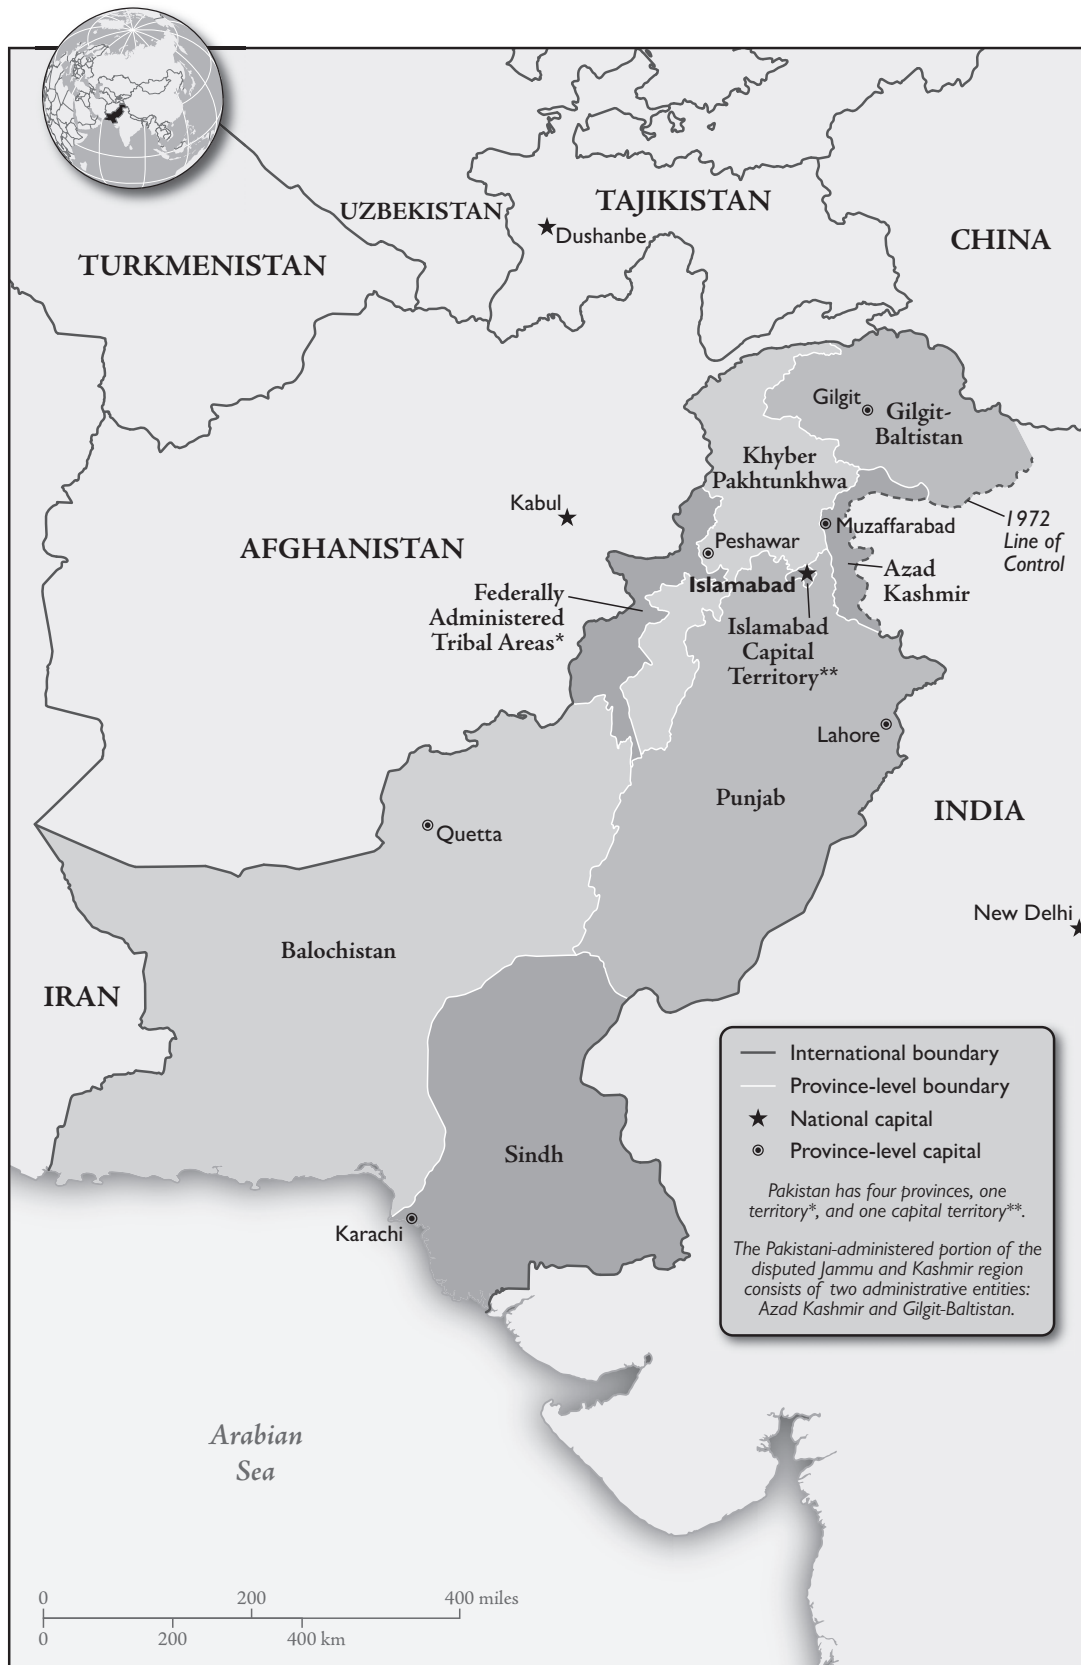 UZBEKISTAN
TAJIKISTAN
Dushanbe
CHINA
TURKMENISTAN
Gilgit
Gilgit-
Baltistan
Khyber
Pakhtunkhwa
Kabul
Muzaffarabad
1972
Line of
Control
AFGHANISTAN
Peshawar
Azad
Kashmir
Islamabad
Federally
Administered
Tribal Areas*
Islamabad
Capital
Territory**
Lahore
Punjab
INDIA
Quetta
New Delhi
Balochistan
IRAN
International boundary
Province-level boundary
National capital
Province-level capital
Pakistan has four provinces, one
territory*, and one capital territory**.
The Pakistani-administered portion of the
disputed Jammu and Kashmir region
consists of two administrative entities:
Azad Kashmir and Gilgit-Baltistan.
Sindh
Karachi
Arabian
Sea
0 200 400 miles
0 200 400 km